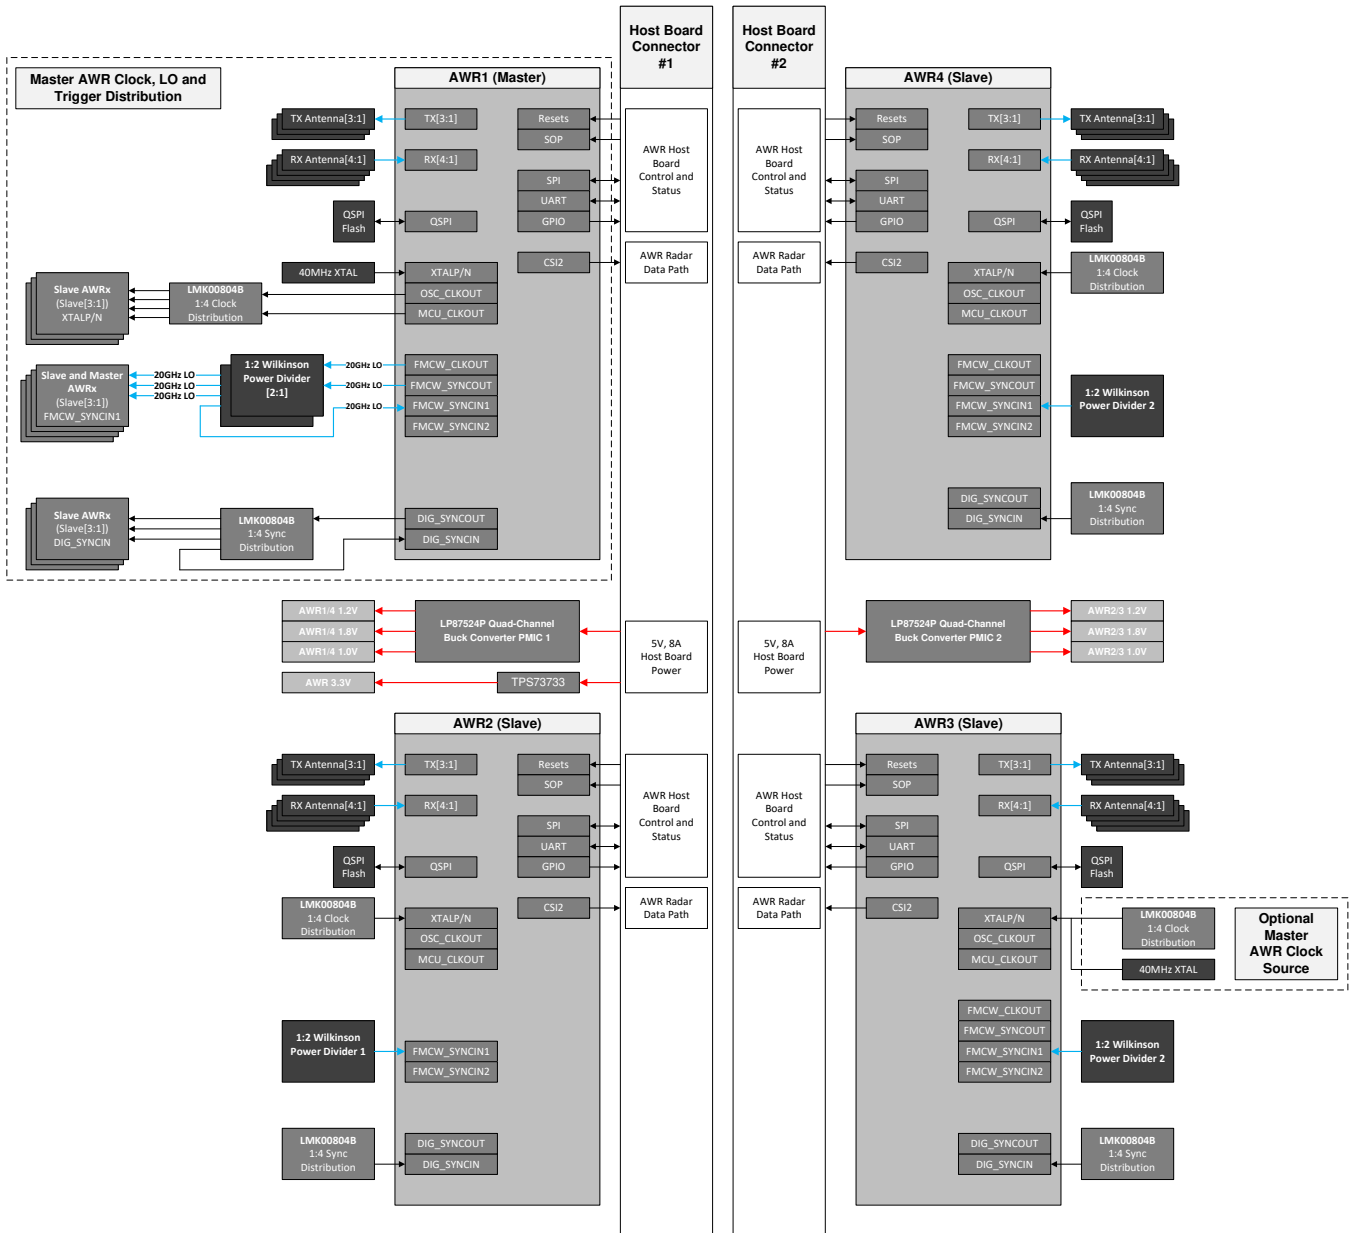 Host Board
Connector
#1
Host Board
Connector
#2
Master AWR Clock, LO and
Trigger Distribution
AWR1 (Master)
TX Antenna[3:1]
TX[3:1]
RX Antenna[4:1]
RX[4:1]
QSPI
Flash
QSPI
40MHz XTAL
XTALP/N
OSC_CLKOUT
MCU_CLKOUT
Slave AWRx
(Slave[3:1])
XTALP/N
LMK00804B
1:4 Clock
Distribution
Slave and Master
AWRx
(Slave[3:1])
FMCW_SYNCIN1
20GHz LO
20GHz LO
20GHz LO
1:2 Wilkinson
Power Divider
[2:1]
20GHz LO
20GHz LO
20GHz LO
FMCW_CLKOUT
FMCW_SYNCOUT
FMCW_SYNCIN1
FMCW_SYNCIN2
Slave AWRx
(Slave[3:1])
DIG_SYNCIN
LMK00804B
1:4 Sync
Distribution
DIG_SYNCOUT
DIG_SYNCIN
Resets
SOP
SPI
UART
GPIO
CSI2
AWR Host
Board
Control and
Status
AWR Radar
Data Path
AWR Host
Board
Control and
Status
AWR Radar
Data Path
AWR4 (Slave)
Resets
SOP
SPI
UART
GPIO
CSI2
TX[3:1]
TX Antenna[3:1]
RX[4:1]
RX Antenna[4:1]
QSPI
QSPI
Flash
XTALP/N
OSC_CLKOUT
MCU_CLKOUT
LMK00804B
1:4 Clock
Distribution
FMCW_CLKOUT
FMCW_SYNCOUT
FMCW_SYNCIN1
FMCW_SYNCIN2
1:2 Wilkinson
Power Divider 2
DIG_SYNCOUT
DIG_SYNCIN
LMK00804B
1:4 Sync
Distribution
AWR1/4 1.2V
AWR1/4 1.8V
AWR1/4 1.0V
LP87524P Quad-Channel
Buck Converter PMIC 1
AWR 3.3V
TPS73733
5V, 8A
Host Board
Power
5V, 8A
Host Board
Power
LP87524P Quad-Channel
Buck Converter PMIC 2
AWR2/3 1.2V
AWR2/3 1.8V
AWR2/3 1.0V
AWR2 (Slave)
TX Antenna[3:1]
TX[3:1]
RX Antenna[4:1]
RX[4:1]
QSPI
Flash
QSPI
LMK00804B
1:4 Clock
Distribution
XTALP/N
OSC_CLKOUT
MCU_CLKOUT
1:2 Wilkinson
Power Divider 1
FMCW_SYNCIN1
FMCW_SYNCIN2
LMK00804B
1:4 Sync
Distribution
DIG_SYNCOUT
DIG_SYNCIN
Resets
SOP
SPI
UART
GPIO
CSI2
AWR Host
Board
Control and
Status
AWR Radar
Data Path
AWR Host
Board
Control and
Status
AWR Radar
Data Path
AWR3 (Slave)
Resets
SOP
SPI
UART
GPIO
CSI2
TX[3:1]
TX Antenna[3:1]
RX[4:1]
RX Antenna[4:1]
QSPI
QSPI
Flash
XTALP/N
OSC_CLKOUT
MCU_CLKOUT
LMK00804B
1:4 Clock
Distribution
40MHz XTAL
Optional
Master
AWR Clock
Source
FMCW_CLKOUT
FMCW_SYNCOUT
FMCW_SYNCIN1
FMCW_SYNCIN2
1:2 Wilkinson
Power Divider 2
DIG_SYNCOUT
DIG_SYNCIN
LMK00804B
1:4 Sync
Distribution